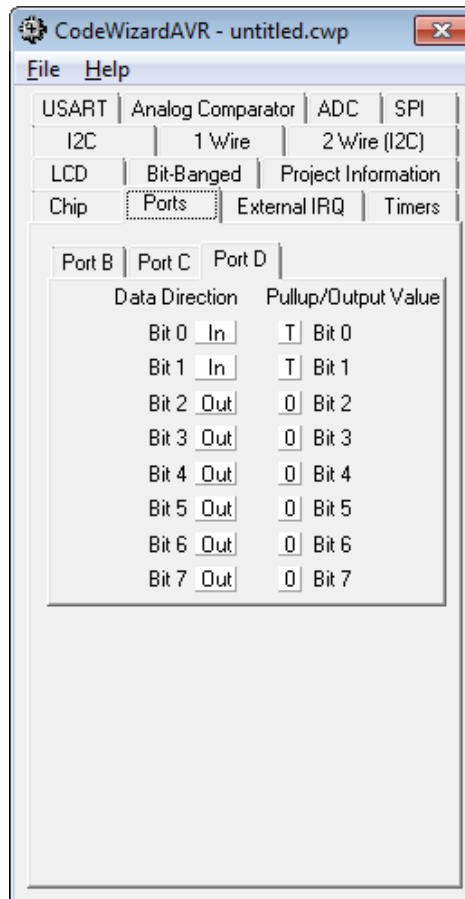 CodeWizardAVR - untitled.cwp
File Help
USART Analog Comparator ADC SPI
I2C 1 Wire 2 Wire (I2C)
LCD Bit-Banged Project Information
Chip Ports External IRQ Timers
Port B Port C Port D
Data Direction Pullup/Output Value
Bit 0 In T Bit 0
Bit 1 In T Bit 1
Bit 2 Out 0 Bit 2
Bit 3 Out 0 Bit 3
Bit 4 Out 0 Bit 4
Bit 5 Out 0 Bit 5
Bit 6 Out 0 Bit 6
Bit 7 Out 0 Bit 7